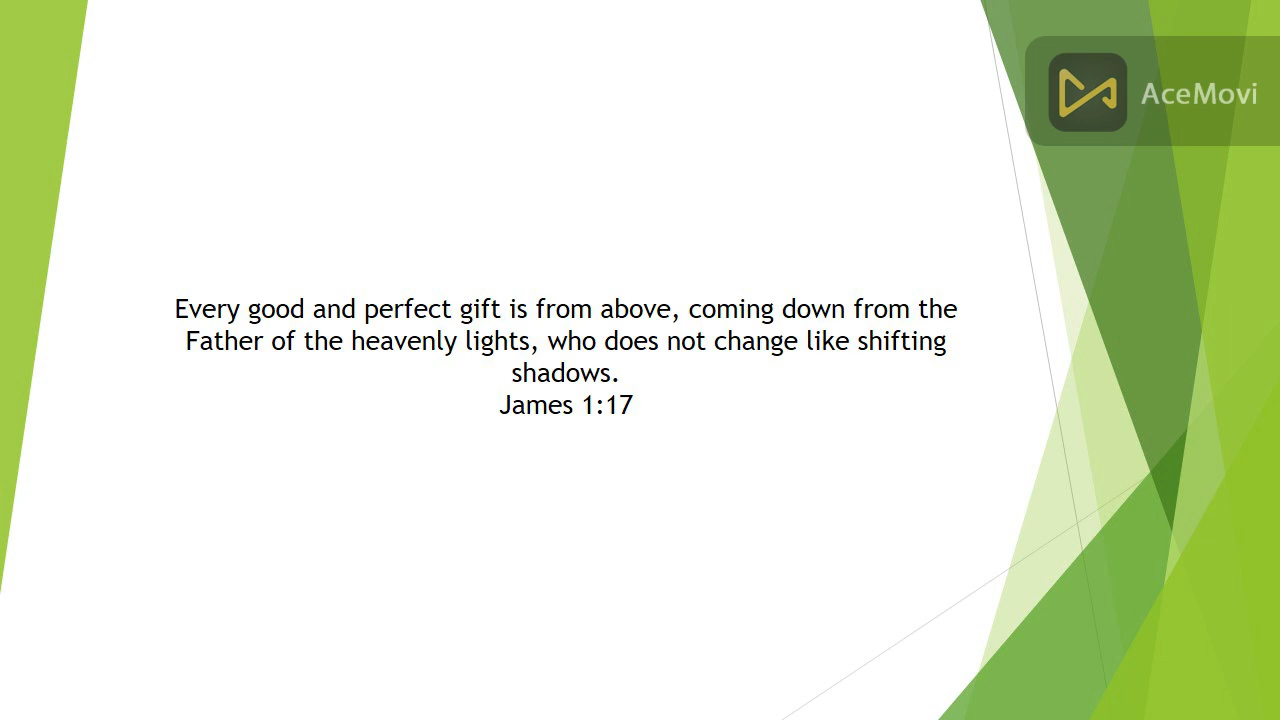 AceMovi
Every good and perfect gift is from above, coming down from the
Father of the heavenly lights, who does not change like shifting
shadows.
James 1:17